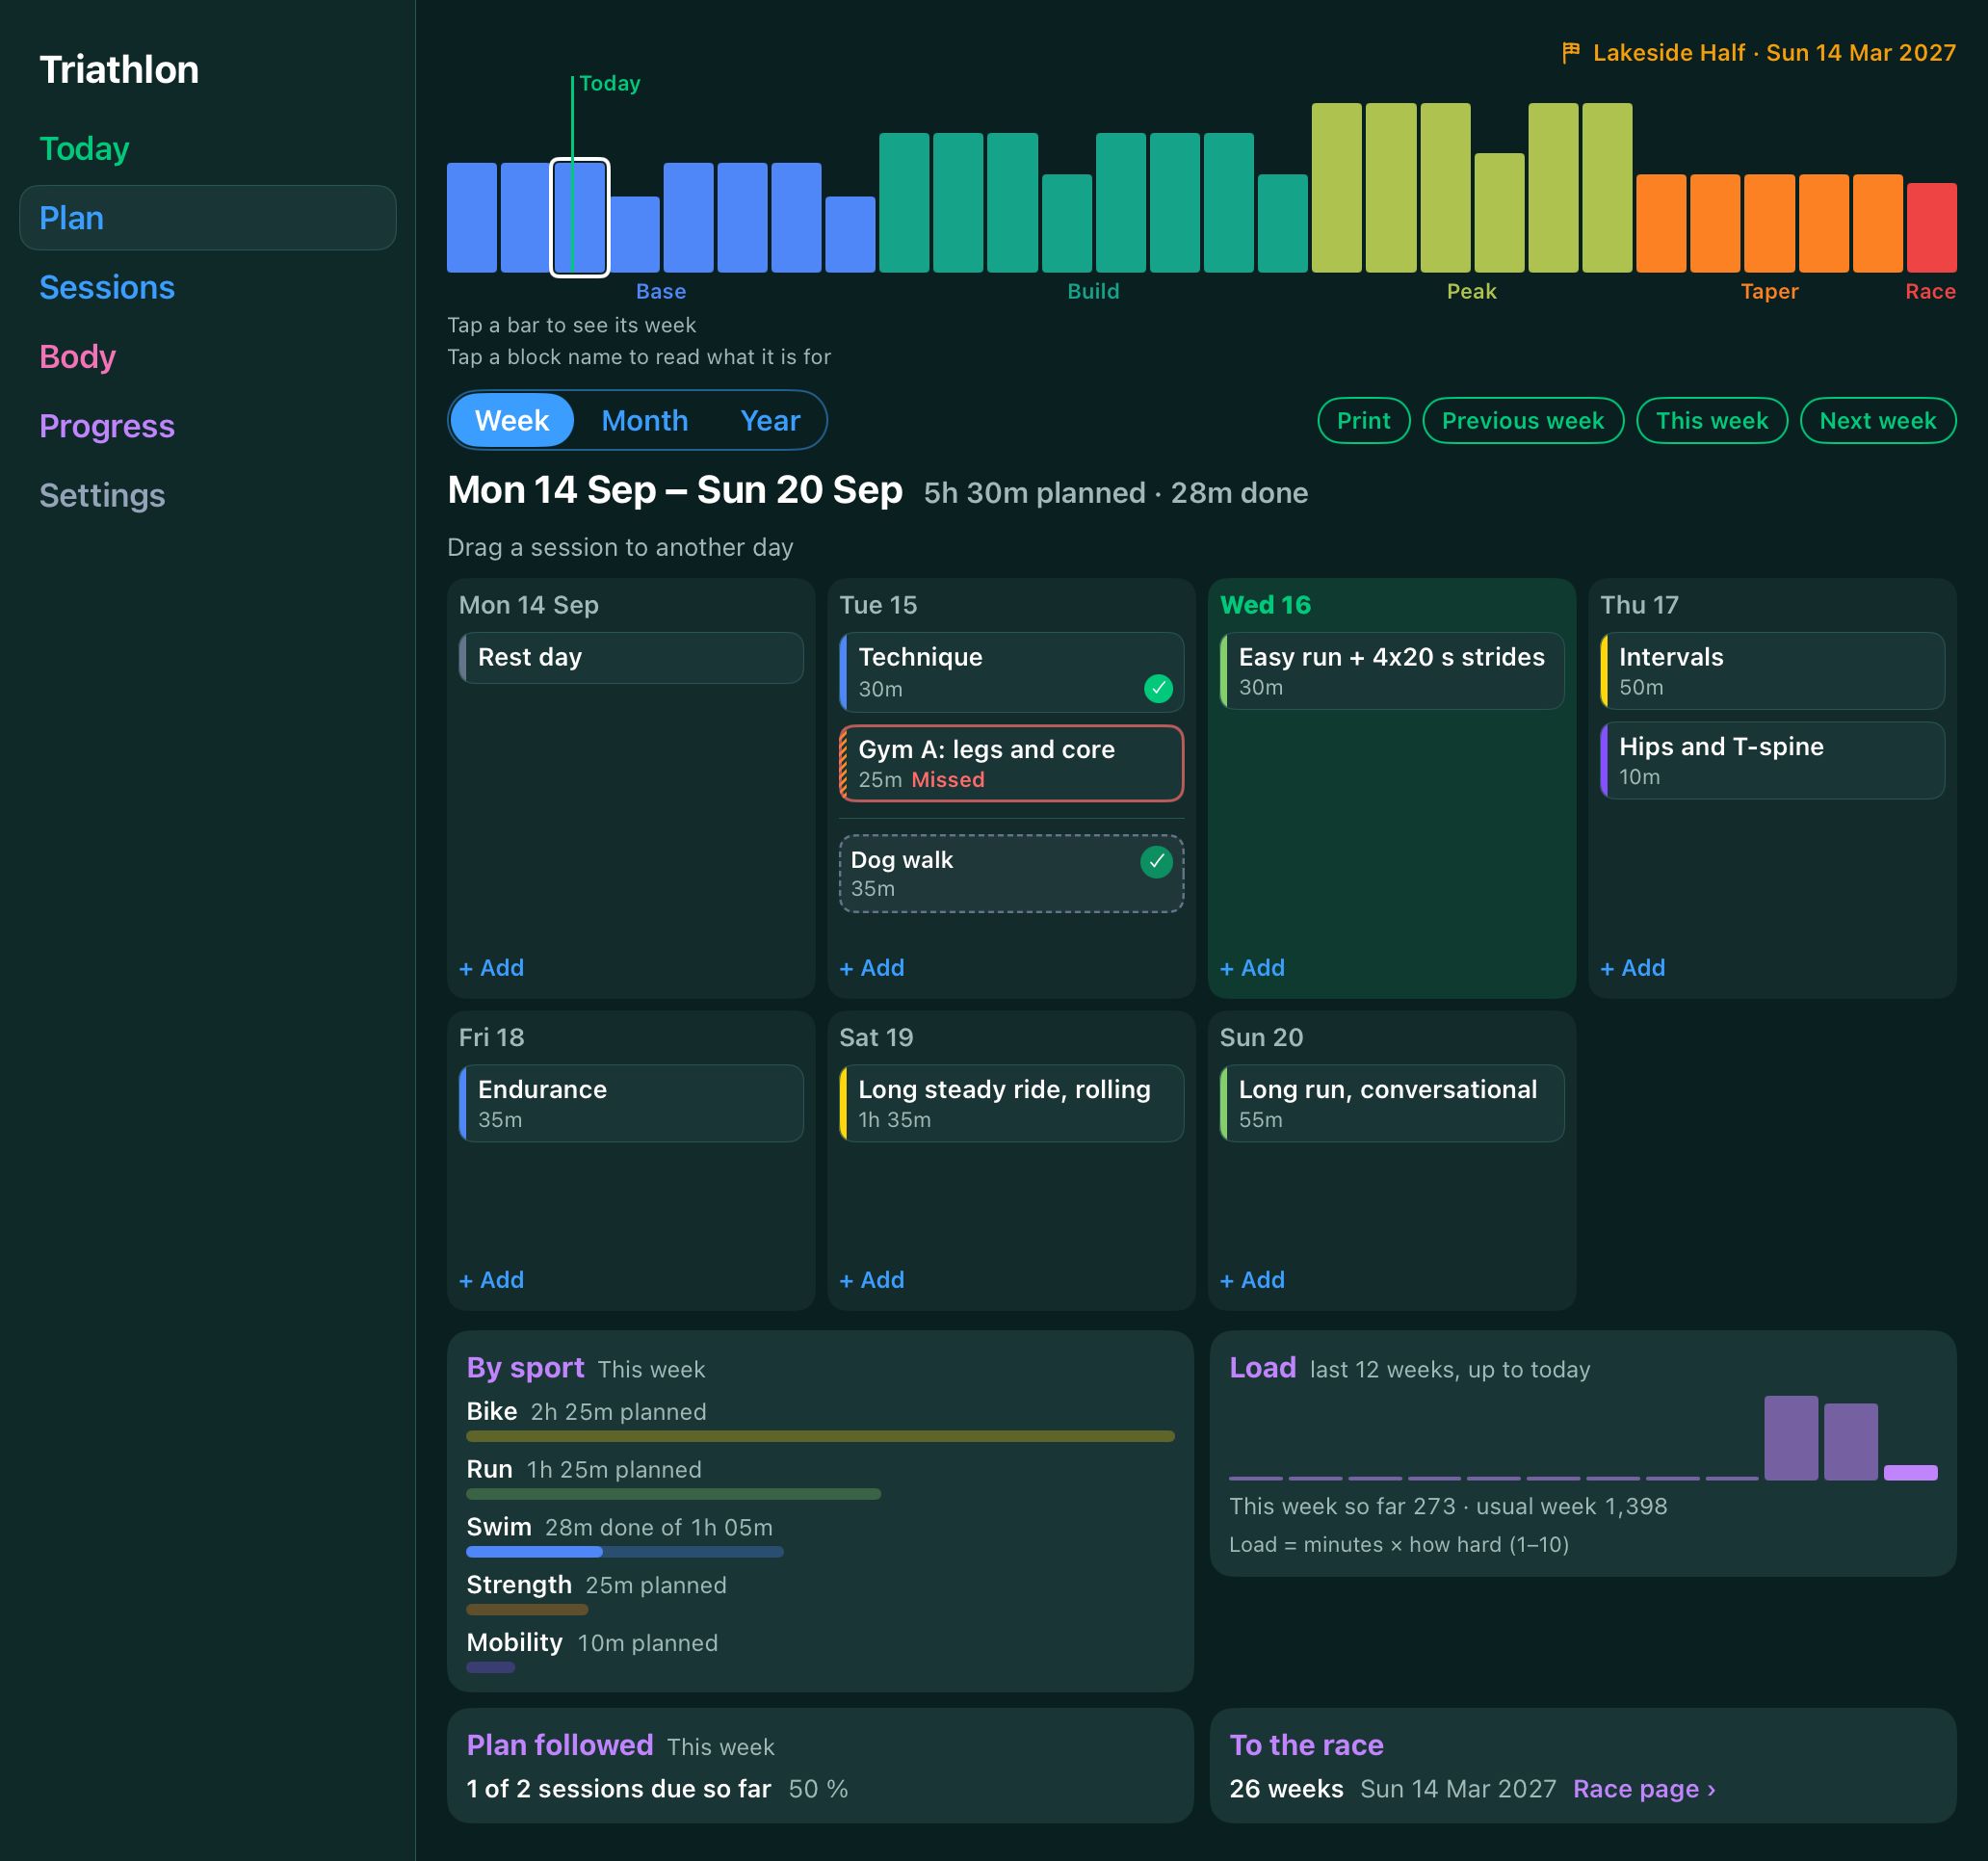 Triathlon
Today
Plan
Sessions
Body
Progress
Settings
Lakeside Half · Sun 14 Mar 2027
Today
Base Build Peak Taper Race
Tap a bar to see its week
Tap a block name to read what it is for
Week Month Year Print Previous week This week Next week
Mon 14 Sep – Sun 20 Sep 5h 30m planned · 28m done
Drag a session to another day
Mon 14 Sep
Rest day
+ Add
Tue 15
Technique
30m
Gym A: legs and core
25m Missed
Dog walk
35m
+ Add
Wed 16
Easy run + 4x20 s strides
30m
+ Add
Thu 17
Intervals
50m
Hips and T-spine
10m
+ Add
Fri 18
Endurance
35m
+ Add
Sat 19
Long steady ride, rolling
1h 35m
+ Add
Sun 20
Long run, conversational
55m
+ Add
By sport This week
Bike 2h 25m planned
Run 1h 25m planned
Swim 28m done of 1h 05m
Strength 25m planned
Mobility 10m planned
Load last 12 weeks, up to today
This week so far 273 · usual week 1,398
Load = minutes × how hard (1–10)
Plan followed This week
1 of 2 sessions due so far 50 %
To the race
26 weeks Sun 14 Mar 2027 Race page ›